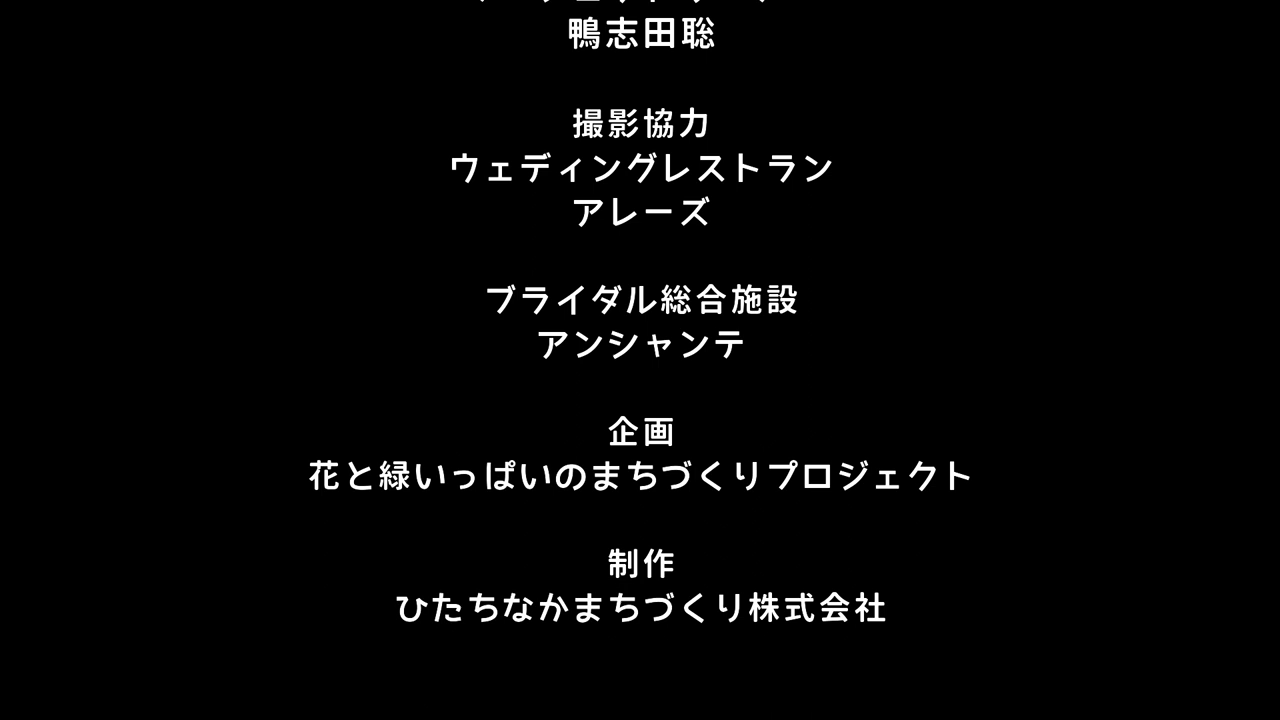 鴨志田聡
撮影協力
ウェディングレストラン
アレーズ
ブライダル総合施設
アンシャンテ
企画
花と緑いっぱいのまちづくりプロジェクト
制作
ひたちなかまちづくり株式会社